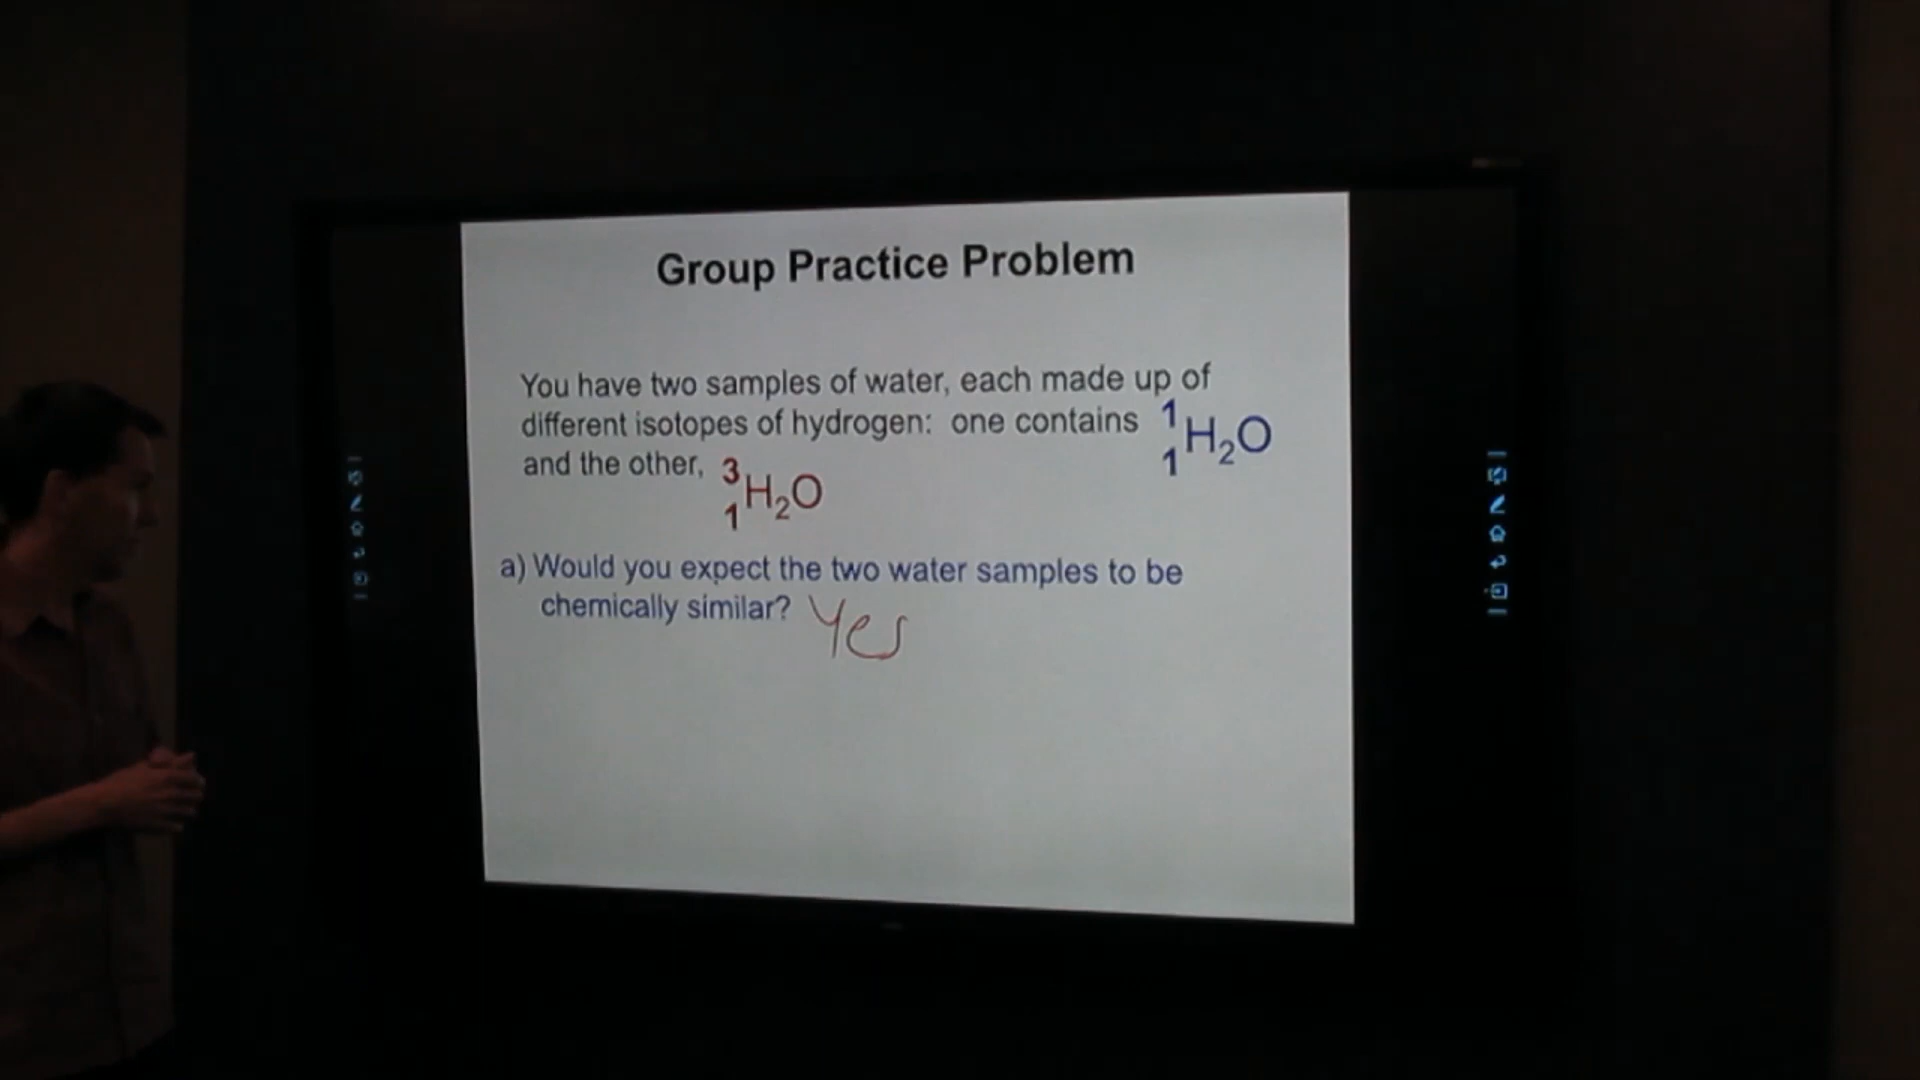 Group Practice Problem
You have two samples of water, each made up of
different isotopes of hydrogen: one contains ¹₁H₂O
and the other, ³₁H₂O
a) Would you expect the two water samples to be
chemically similar? Yes